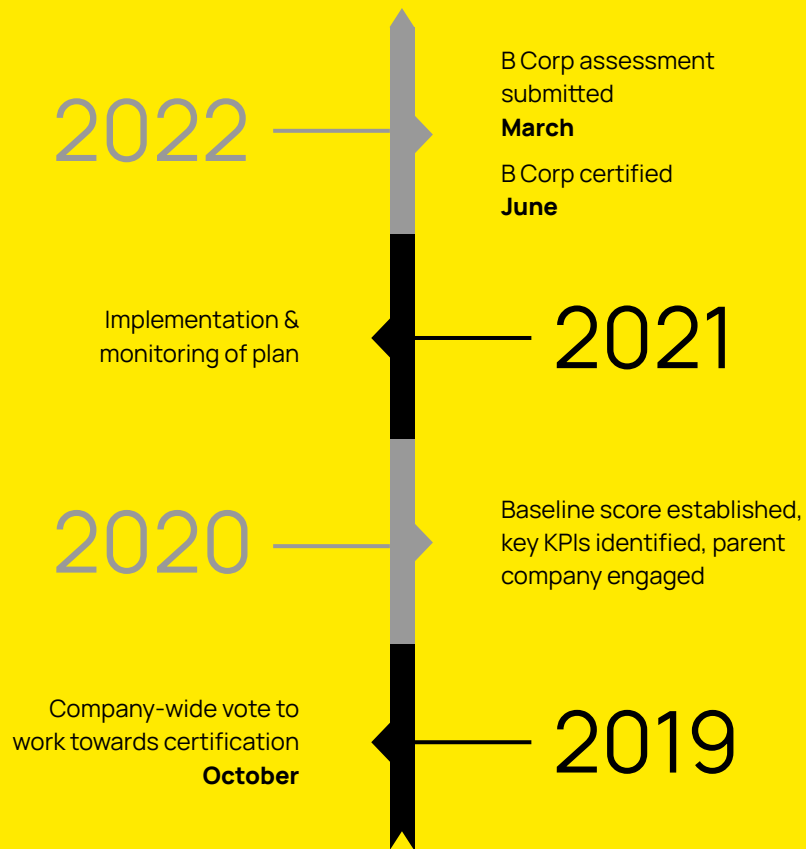 2022
B Corp assessment
submitted
March
B Corp certified
June
Implementation &
monitoring of plan
2021
2020
Baseline score established,
key KPIs identified, parent
company engaged
Company-wide vote to
work towards certification
October
2019